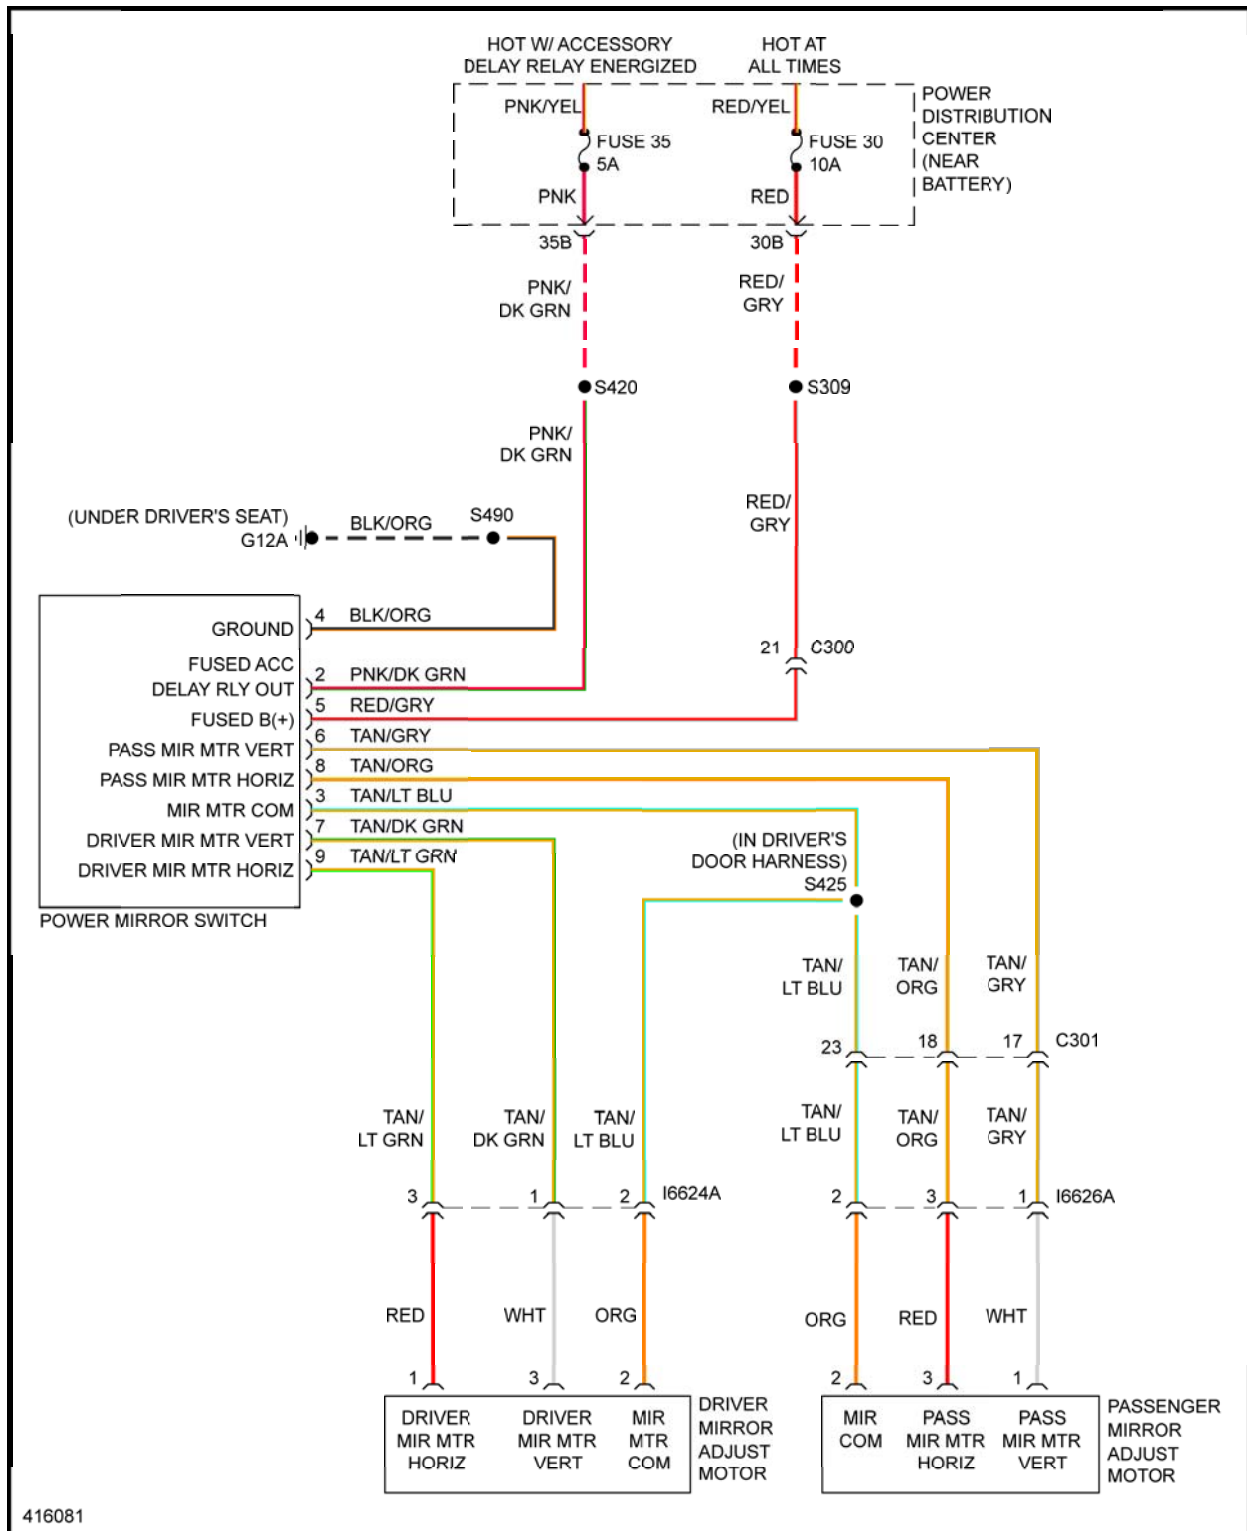 HOT W/ ACCESSORY
DELAY RELAY ENERGIZED
HOT AT
ALL TIMES
PNK/YEL
RED/YEL
POWER
DISTRIBUTION
CENTER
(NEAR
BATTERY)
FUSE 35
5A
FUSE 30
10A
PNK
RED
35B
30B
PNK/
DK GRN
RED/
GRY
S420
S309
PNK/
DK GRN
RED/
GRY
(UNDER DRIVER'S SEAT)
G12A
BLK/ORG
S490
21
C300
GROUND
4
BLK/ORG
FUSED ACC
DELAY RLY OUT
2
PNK/DK GRN
FUSED B(+)
5
RED/GRY
PASS MIR MTR VERT
6
TAN/GRY
PASS MIR MTR HORIZ
8
TAN/ORG
MIR MTR COM
3
TAN/LT BLU
DRIVER MIR MTR VERT
7
TAN/DK GRN
DRIVER MIR MTR HORIZ
9
TAN/LT GRN
POWER MIRROR SWITCH
(IN DRIVER'S
DOOR HARNESS)
S425
TAN/
LT BLU
TAN/
ORG
TAN/
GRY
23
18
17
C301
TAN/
LT GRN
TAN/
DK GRN
TAN/
LT BLU
TAN/
LT BLU
TAN/
ORG
TAN/
GRY
3
1
2
I6624A
2
3
1
I6626A
RED
WHT
ORG
ORG
RED
WHT
1
3
2
2
3
1
DRIVER
MIR MTR
HORIZ
DRIVER
MIR MTR
VERT
MIR
MTR
COM
DRIVER
MIRROR
ADJUST
MOTOR
MIR
COM
PASS
MIR MTR
HORIZ
PASS
MIR MTR
VERT
PASSENGER
MIRROR
ADJUST
MOTOR
416081